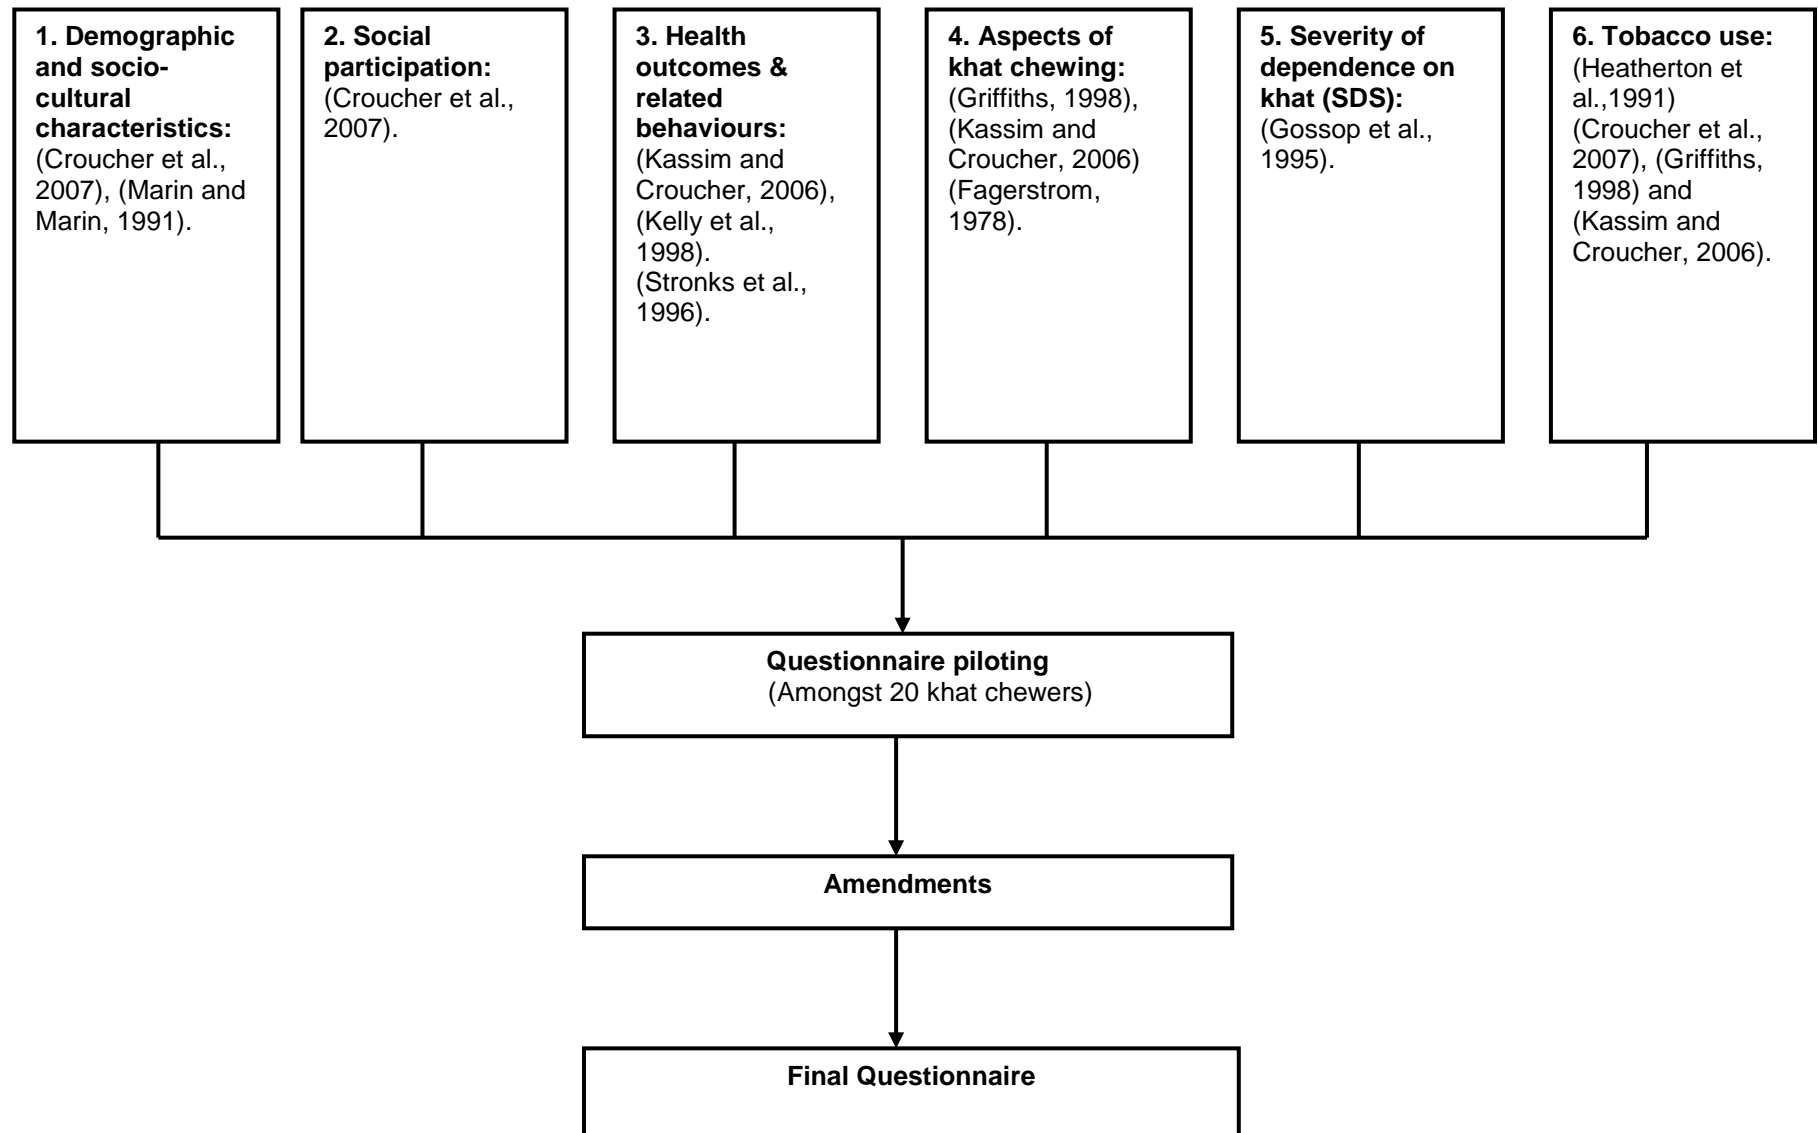 1. Demographic
and socio-
cultural
characteristics:
(Croucher et al.,
2007), (Marin and
Marin, 1991).
2. Social
participation:
(Croucher et al.,
2007).
3. Health
outcomes &
related
behaviours:
(Kassim and
Croucher, 2006),
(Kelly et al.,
1998).
(Stronks et al.,
1996).
4. Aspects of
khat chewing:
(Griffiths, 1998),
(Kassim and
Croucher, 2006)
(Fagerstrom,
1978).
5. Severity of
dependence on
khat (SDS):
(Gossop et al.,
1995).
6. Tobacco use:
(Heatherton et
al.,1991)
(Croucher et al.,
2007), (Griffiths,
1998) and
(Kassim and
Croucher, 2006).
Questionnaire piloting
(Amongst 20 khat chewers)
Amendments
Final Questionnaire